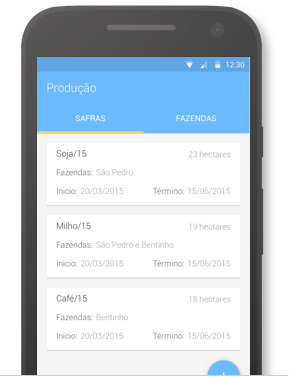 12:30
Produção
SAFRAS FAZENDAS
Soja/15 23 hectares
Fazendas: São Pedro
Inicio: 20/03/2015 Término: 15/06/2015
Milho/15 19 hectares
Fazendas: São Pedro e Bentinho
Inicio: 20/03/2015 Término: 15/06/2015
Café/15 18 hectares
Fazendas: Bentinho
Inicio: 20/03/2015 Término: 15/06/2015